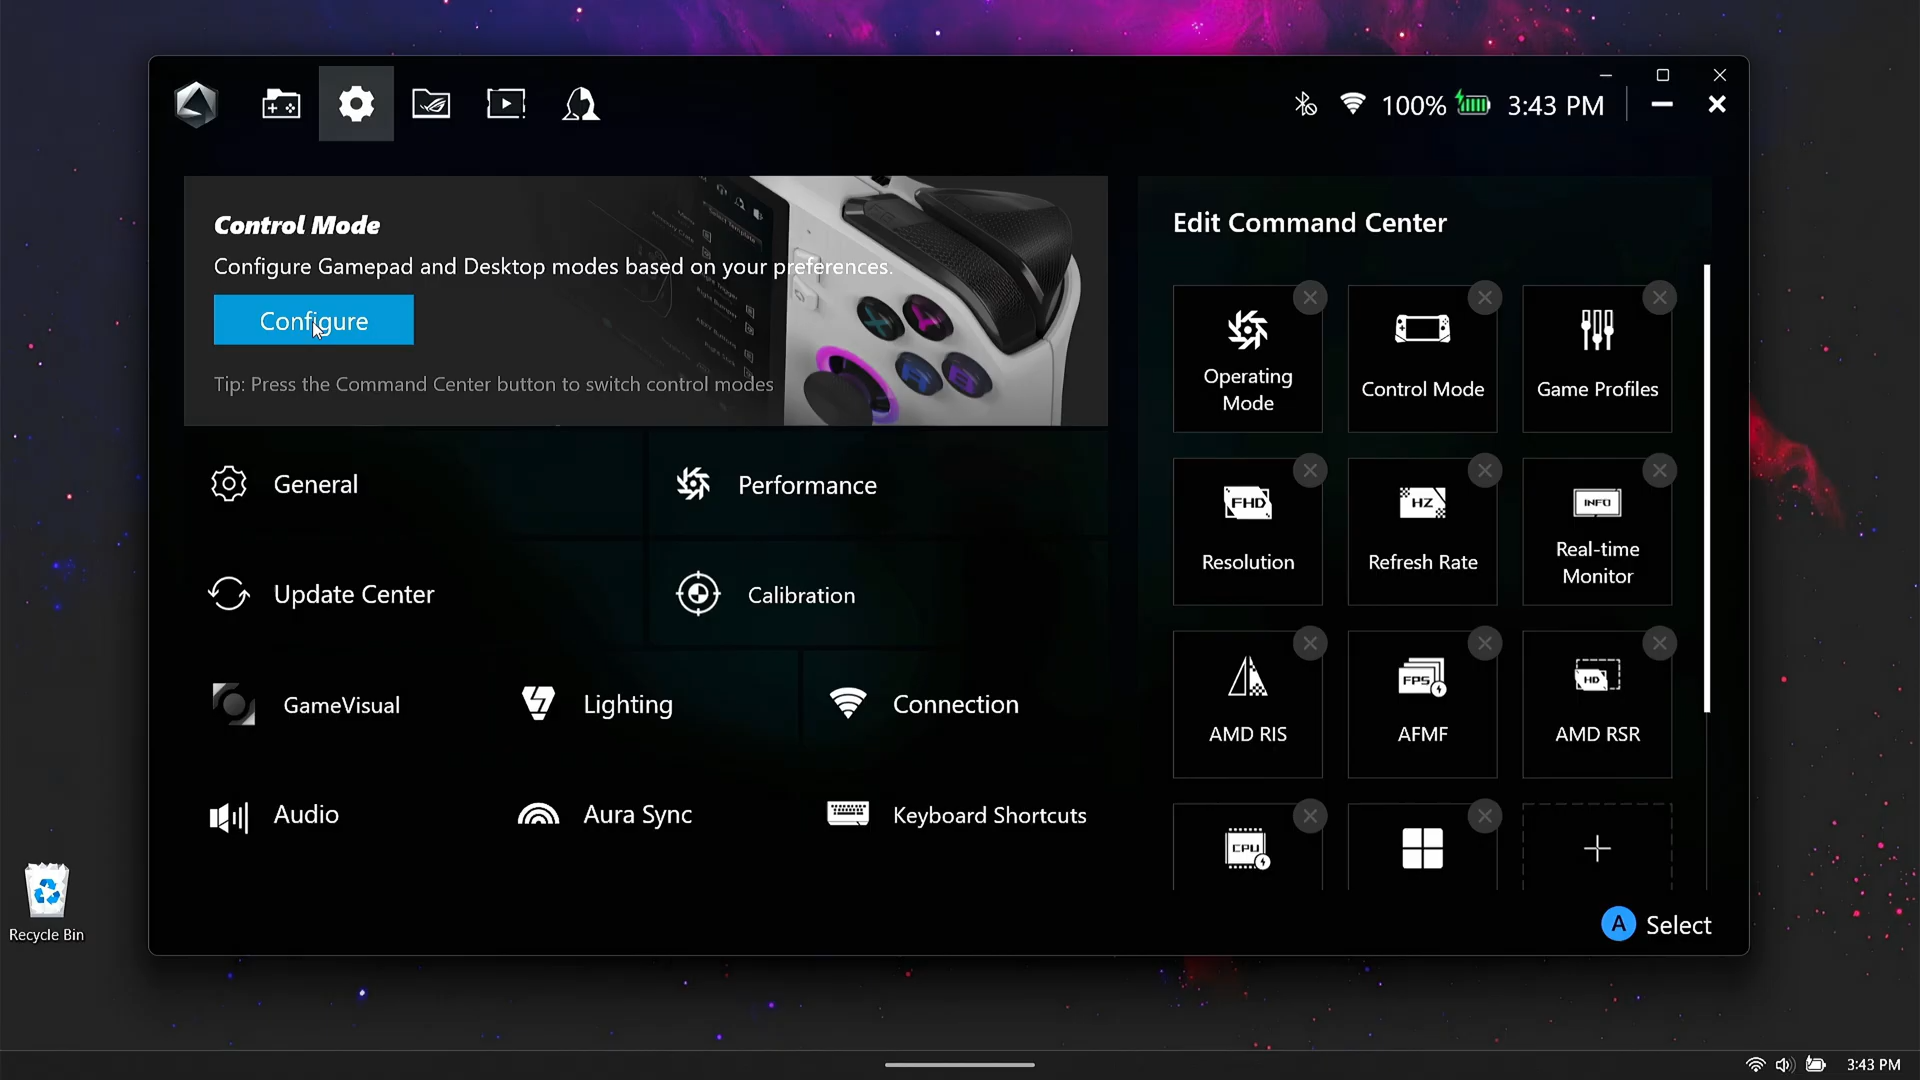 100%
3:43 PM
Control Mode
Configure Gamepad and Desktop modes based on your preferences.
Configure
Tip: Press the Command Center button to switch control modes
X
Y
A
B
General
Performance
Update Center
Calibration
GameVisual
Lighting
Connection
Audio
Aura Sync
Keyboard Shortcuts
Edit Command Center
Operating
Mode
Control Mode
Game Profiles
FHD
Resolution
HZ
Refresh Rate
INFO
Real-time
Monitor
AMD RIS
FPS
AFMF
HD
AMD RSR
CPU
A Select
Recycle Bin
3:43 PM